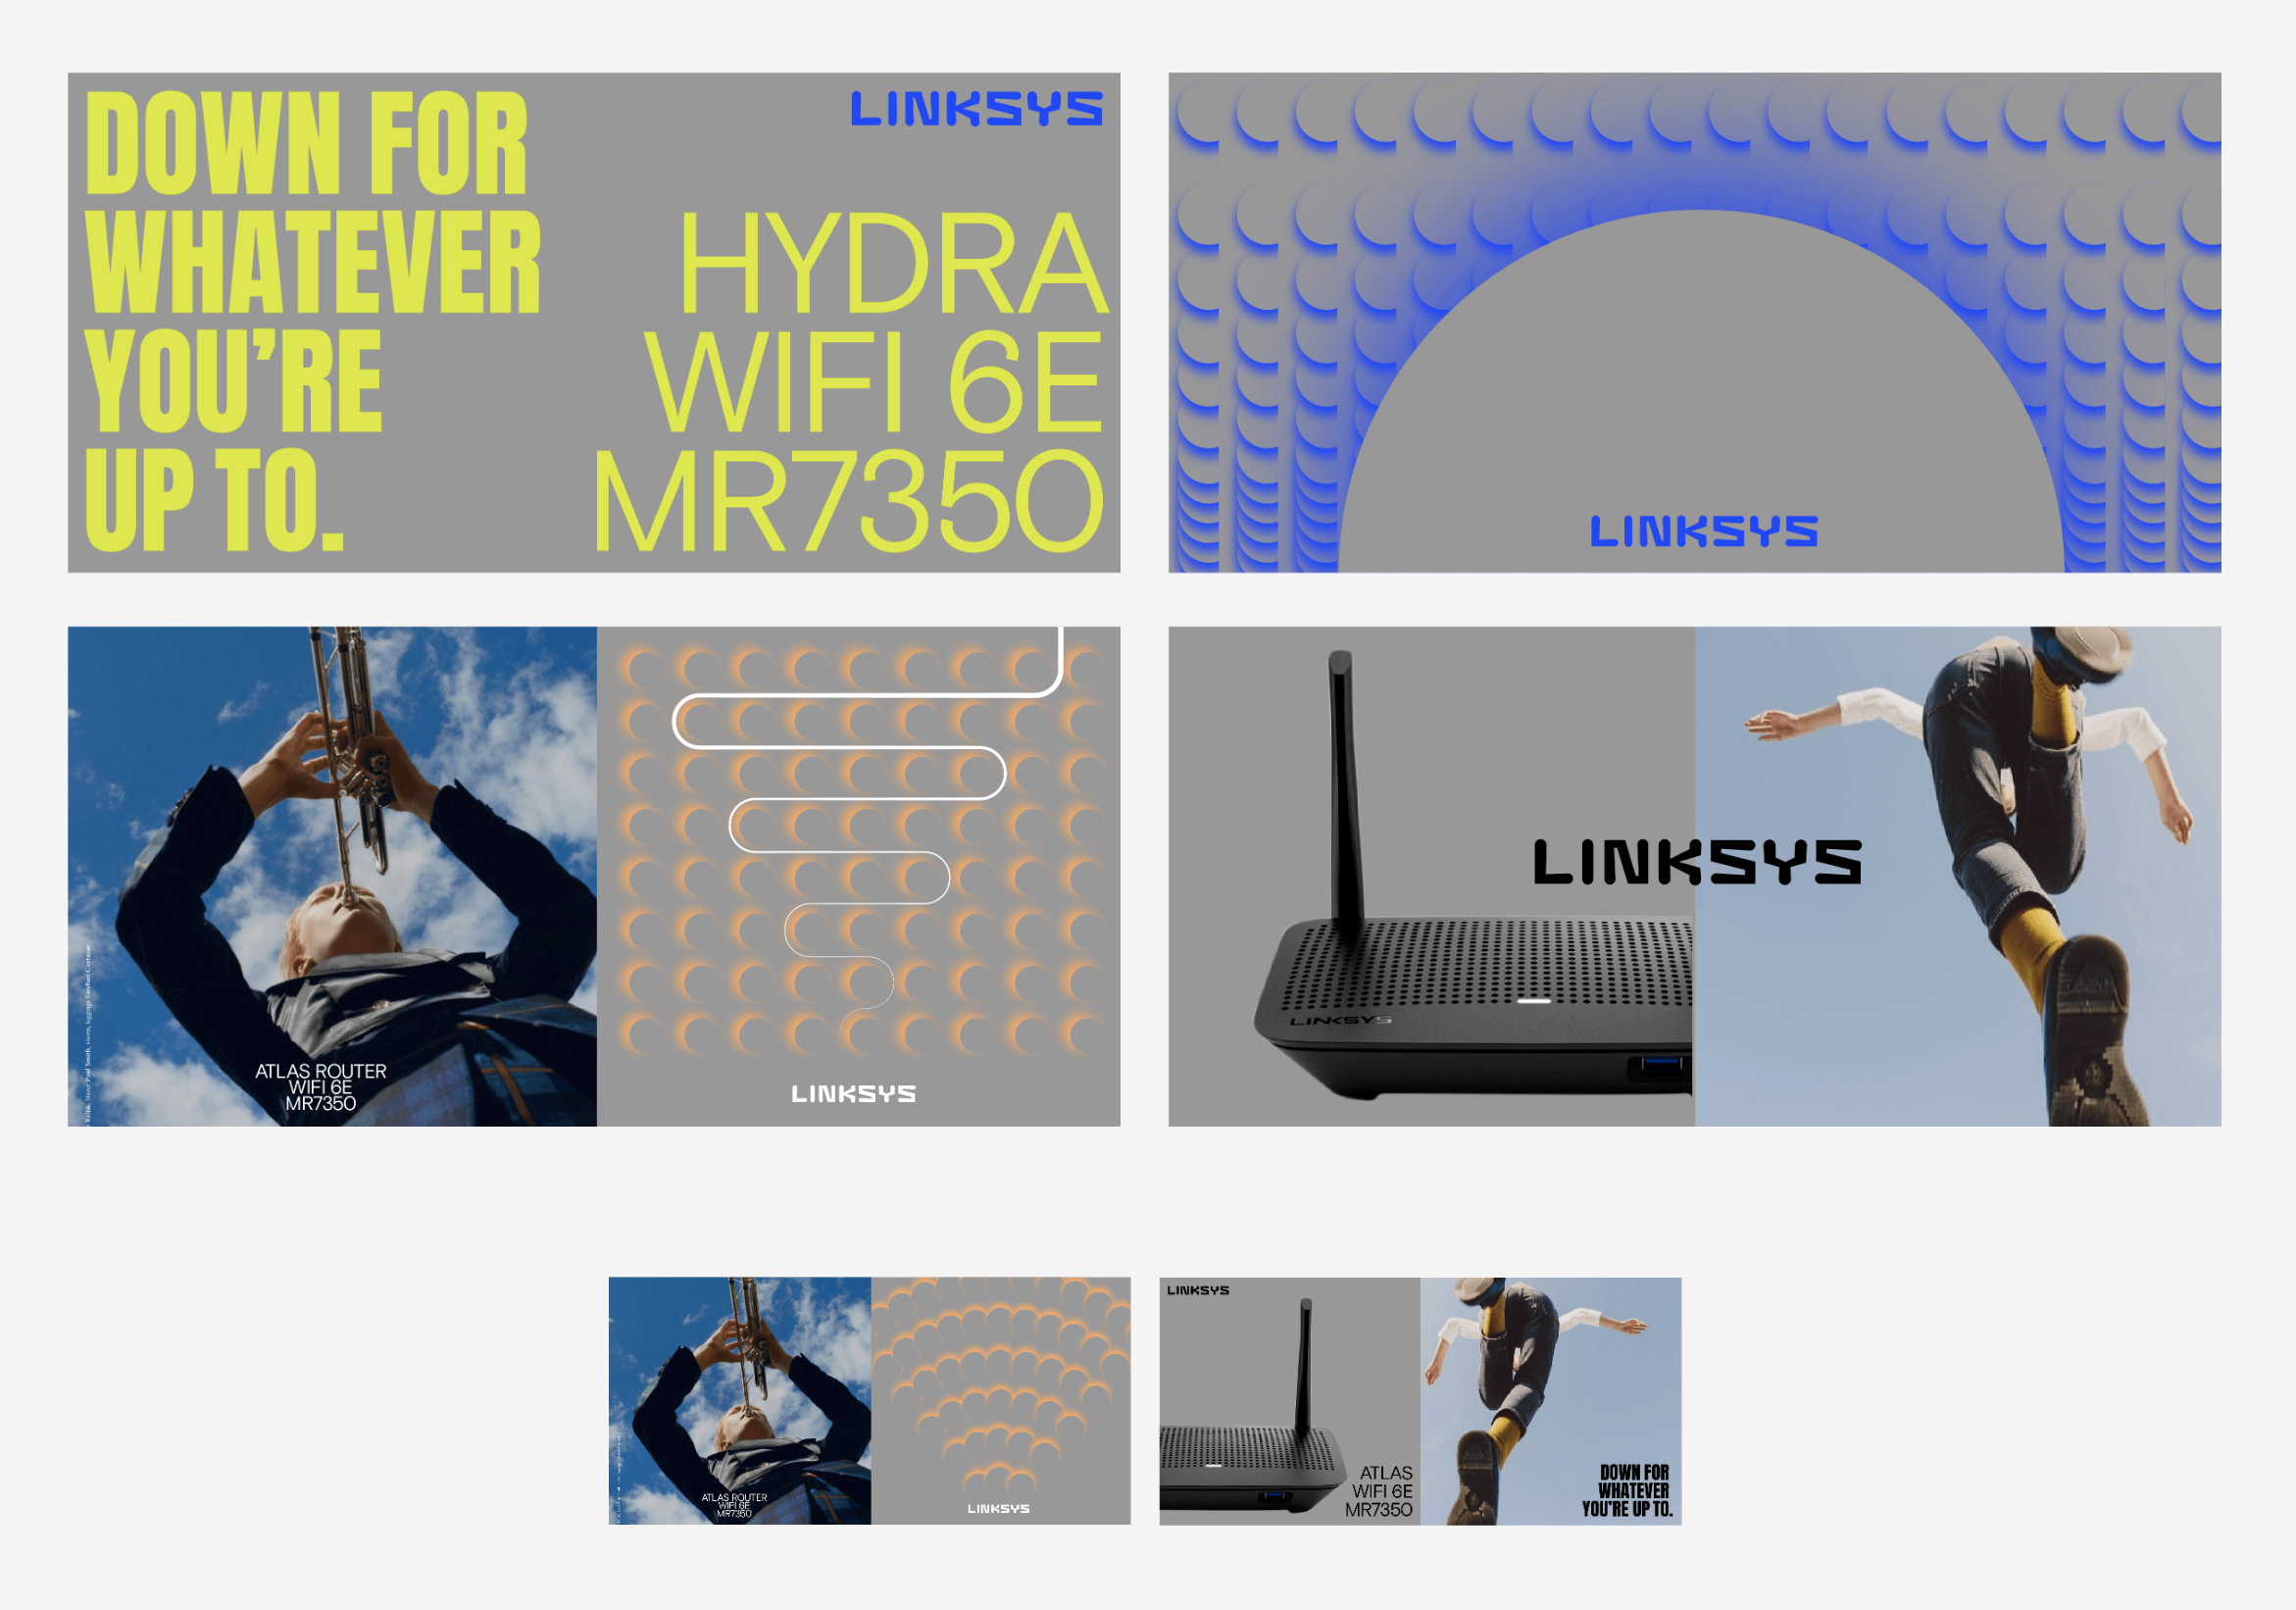 DOWN FOR
WHATEVER
YOU'RE
UP TO.
LINKSYS
HYDRA
WIFI 6E
MR7350
LINKSYS
ATLAS ROUTER
WIFI 6E
MR7350
LINKSYS
LINKSYS
LINKSYS
ATLAS ROUTER
WIFI 6E
MR7350
LINKSYS
LINKSYS
ATLAS
WIFI 6E
MR7350
DOWN FOR
WHATEVER
YOU'RE UP TO.